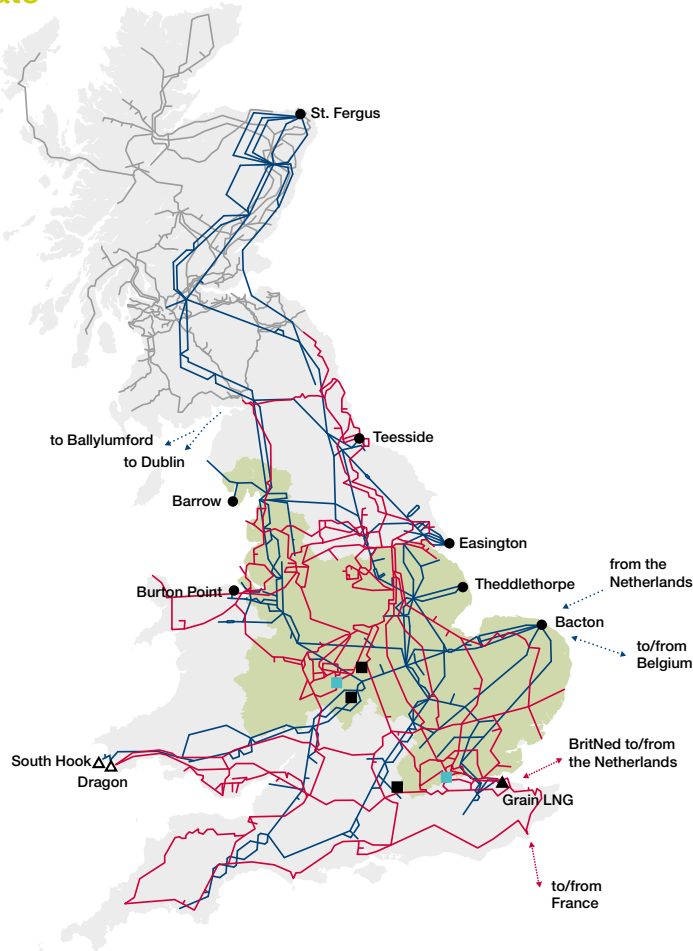 St. Fergus
to Ballylumford
to Dublin
Teesside
Barrow
Easington
from the
Netherlands
Theddlethorpe
Burton Point
Bacton
to/from
Belgium
BritNed to/from
the Netherlands
South Hook
Dragon
Grain LNG
to/from
France